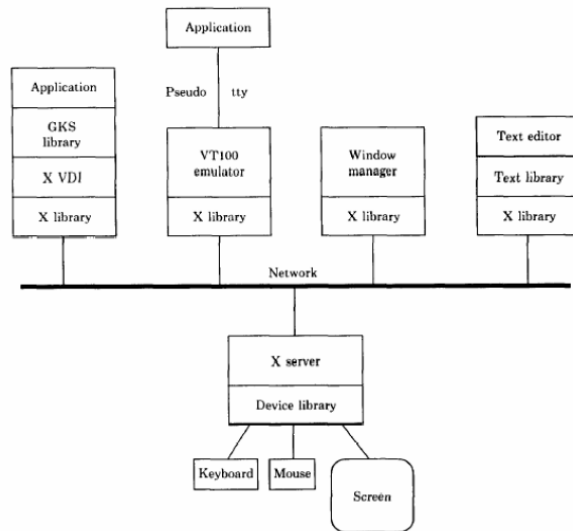 Application
Pseudo tty
Application
GKS
library
X VDI
X library
VT100
emulator
X library
Window
manager
X library
Text editor
Text library
X library
Network
X server
Device library
Keyboard
Mouse
Screen